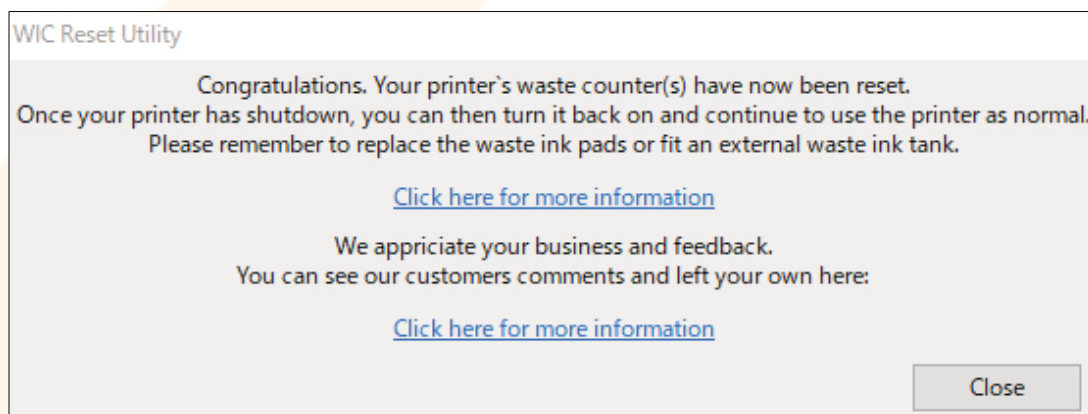 WIC Reset Utility
Congratulations. Your printer`s waste counter(s) have now been reset.
Once your printer has shutdown, you can then turn it back on and continue to use the printer as normal.
Please remember to replace the waste ink pads or fit an external waste ink tank.
Click here for more information
We appriciate your business and feedback.
You can see our customers comments and left your own here:
Click here for more information
Close